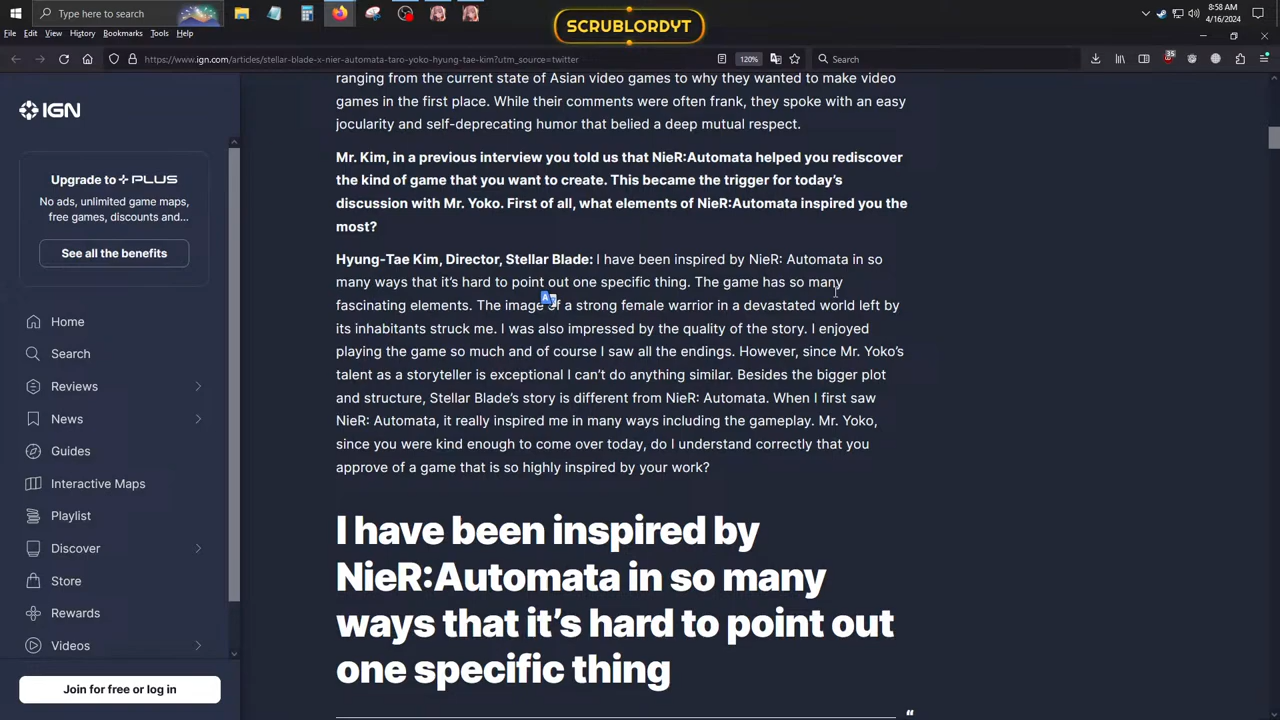 Type here to search
SCRUBLORDYT
8:58 AM
4/16/2024
File Edit View History Bookmarks Tools Help
https://www.ign.com/articles/stellar-blade-x-nier-automata-taro-yoko-hyung-tae-kim?utm_source=twitter
120%
Search
35
IGN
Upgrade to PLUS
No ads, unlimited game maps,
free games, discounts and...
See all the benefits
Home
Search
Reviews
News
Guides
Interactive Maps
Playlist
Discover
Store
Rewards
Videos
Join for free or log in
ranging from the current state of Asian video games to why they wanted to make video
games in the first place. While their comments were often frank, they spoke with an easy
jocularity and self-deprecating humor that belied a deep mutual respect.
Mr. Kim, in a previous interview you told us that NieR:Automata helped you rediscover
the kind of game that you want to create. This became the trigger for today’s
discussion with Mr. Yoko. First of all, what elements of NieR:Automata inspired you the
most?
Hyung-Tae Kim, Director, Stellar Blade: I have been inspired by NieR: Automata in so
many ways that it’s hard to point out one specific thing. The game has so many
fascinating elements. The image of a strong female warrior in a devastated world left by
its inhabitants struck me. I was also impressed by the quality of the story. I enjoyed
playing the game so much and of course I saw all the endings. However, since Mr. Yoko’s
talent as a storyteller is exceptional I can’t do anything similar. Besides the bigger plot
and structure, Stellar Blade’s story is different from NieR: Automata. When I first saw
NieR: Automata, it really inspired me in many ways including the gameplay. Mr. Yoko,
since you were kind enough to come over today, do I understand correctly that you
approve of a game that is so highly inspired by your work?
I have been inspired by
NieR:Automata in so many
ways that it’s hard to point out
one specific thing
“